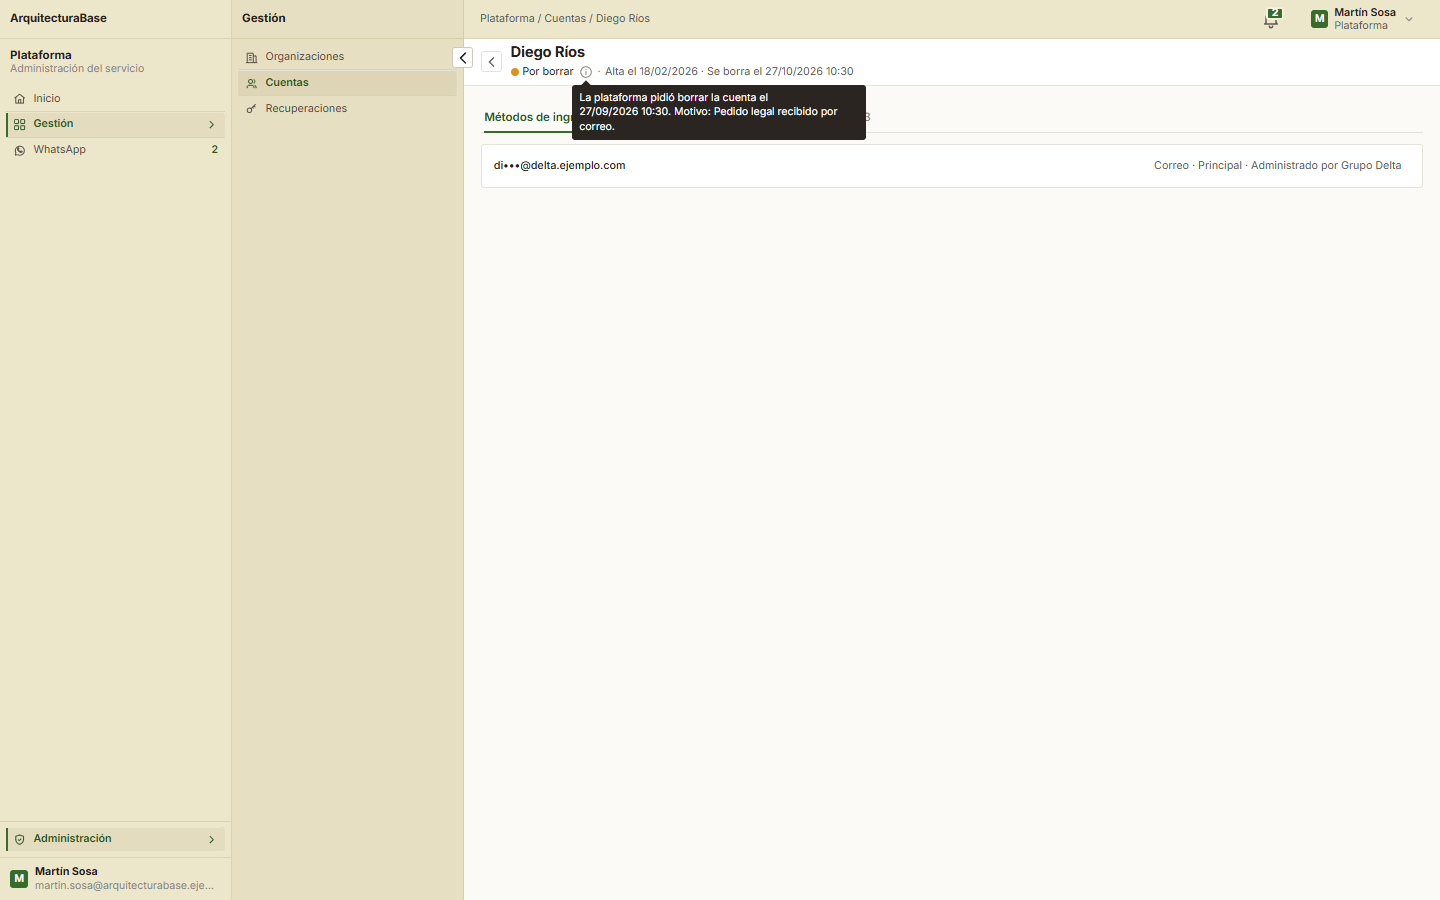 ArquitecturaBase
Plataforma
Administración del servicio
Inicio
Gestión
WhatsApp 2
Administración
M Martín Sosa
martin.sosa@arquitecturabase.eje...
Gestión
Organizaciones
Cuentas
Recuperaciones
Plataforma / Cuentas / Diego Ríos
2
M Martín Sosa
Plataforma
Diego Ríos
Por borrar · Alta el 18/02/2026 · Se borra el 27/10/2026 10:30
La plataforma pidió borrar la cuenta el
27/09/2026 10:30. Motivo: Pedido legal recibido por
correo.
Métodos de
di•••@delta.ejemplo.com Correo · Principal · Administrado por Grupo Delta